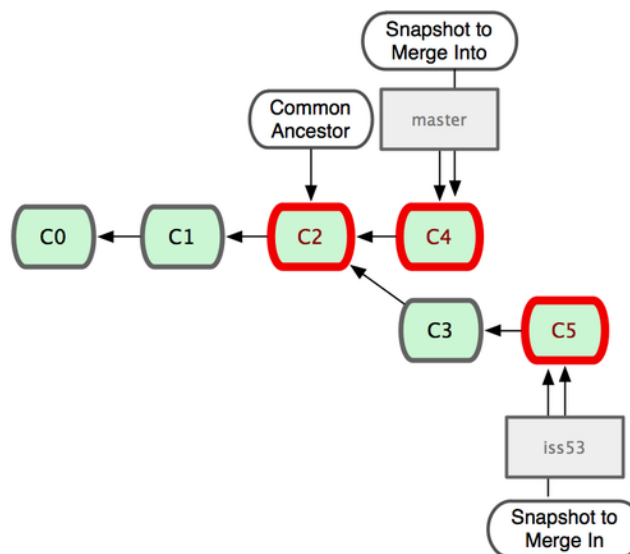 Snapshot to
Merge Into
Common
Ancestor
master
C0
C1
C2
C4
C3
C5
iss53
Snapshot to
Merge In